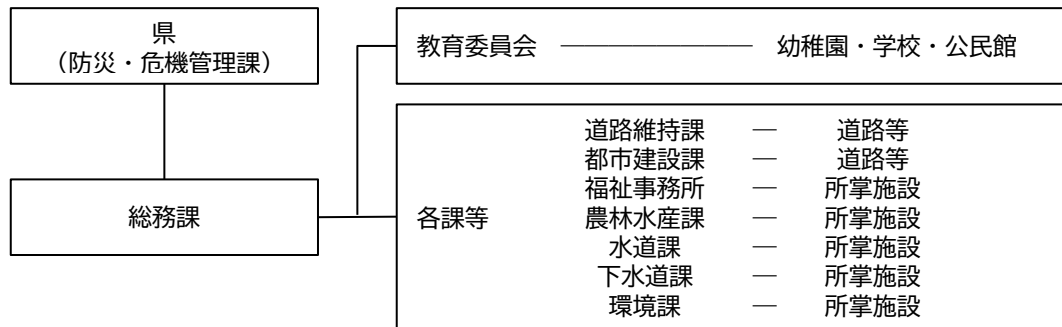 県
（防災・危機管理課）
総務課
教育委員会 ―――――――― 幼稚園・学校・公民館
各課等
道路維持課 ― 道路等
都市建設課 ― 道路等
福祉事務所 ― 所掌施設
農林水産課 ― 所掌施設
水道課 ― 所掌施設
下水道課 ― 所掌施設
環境課 ― 所掌施設